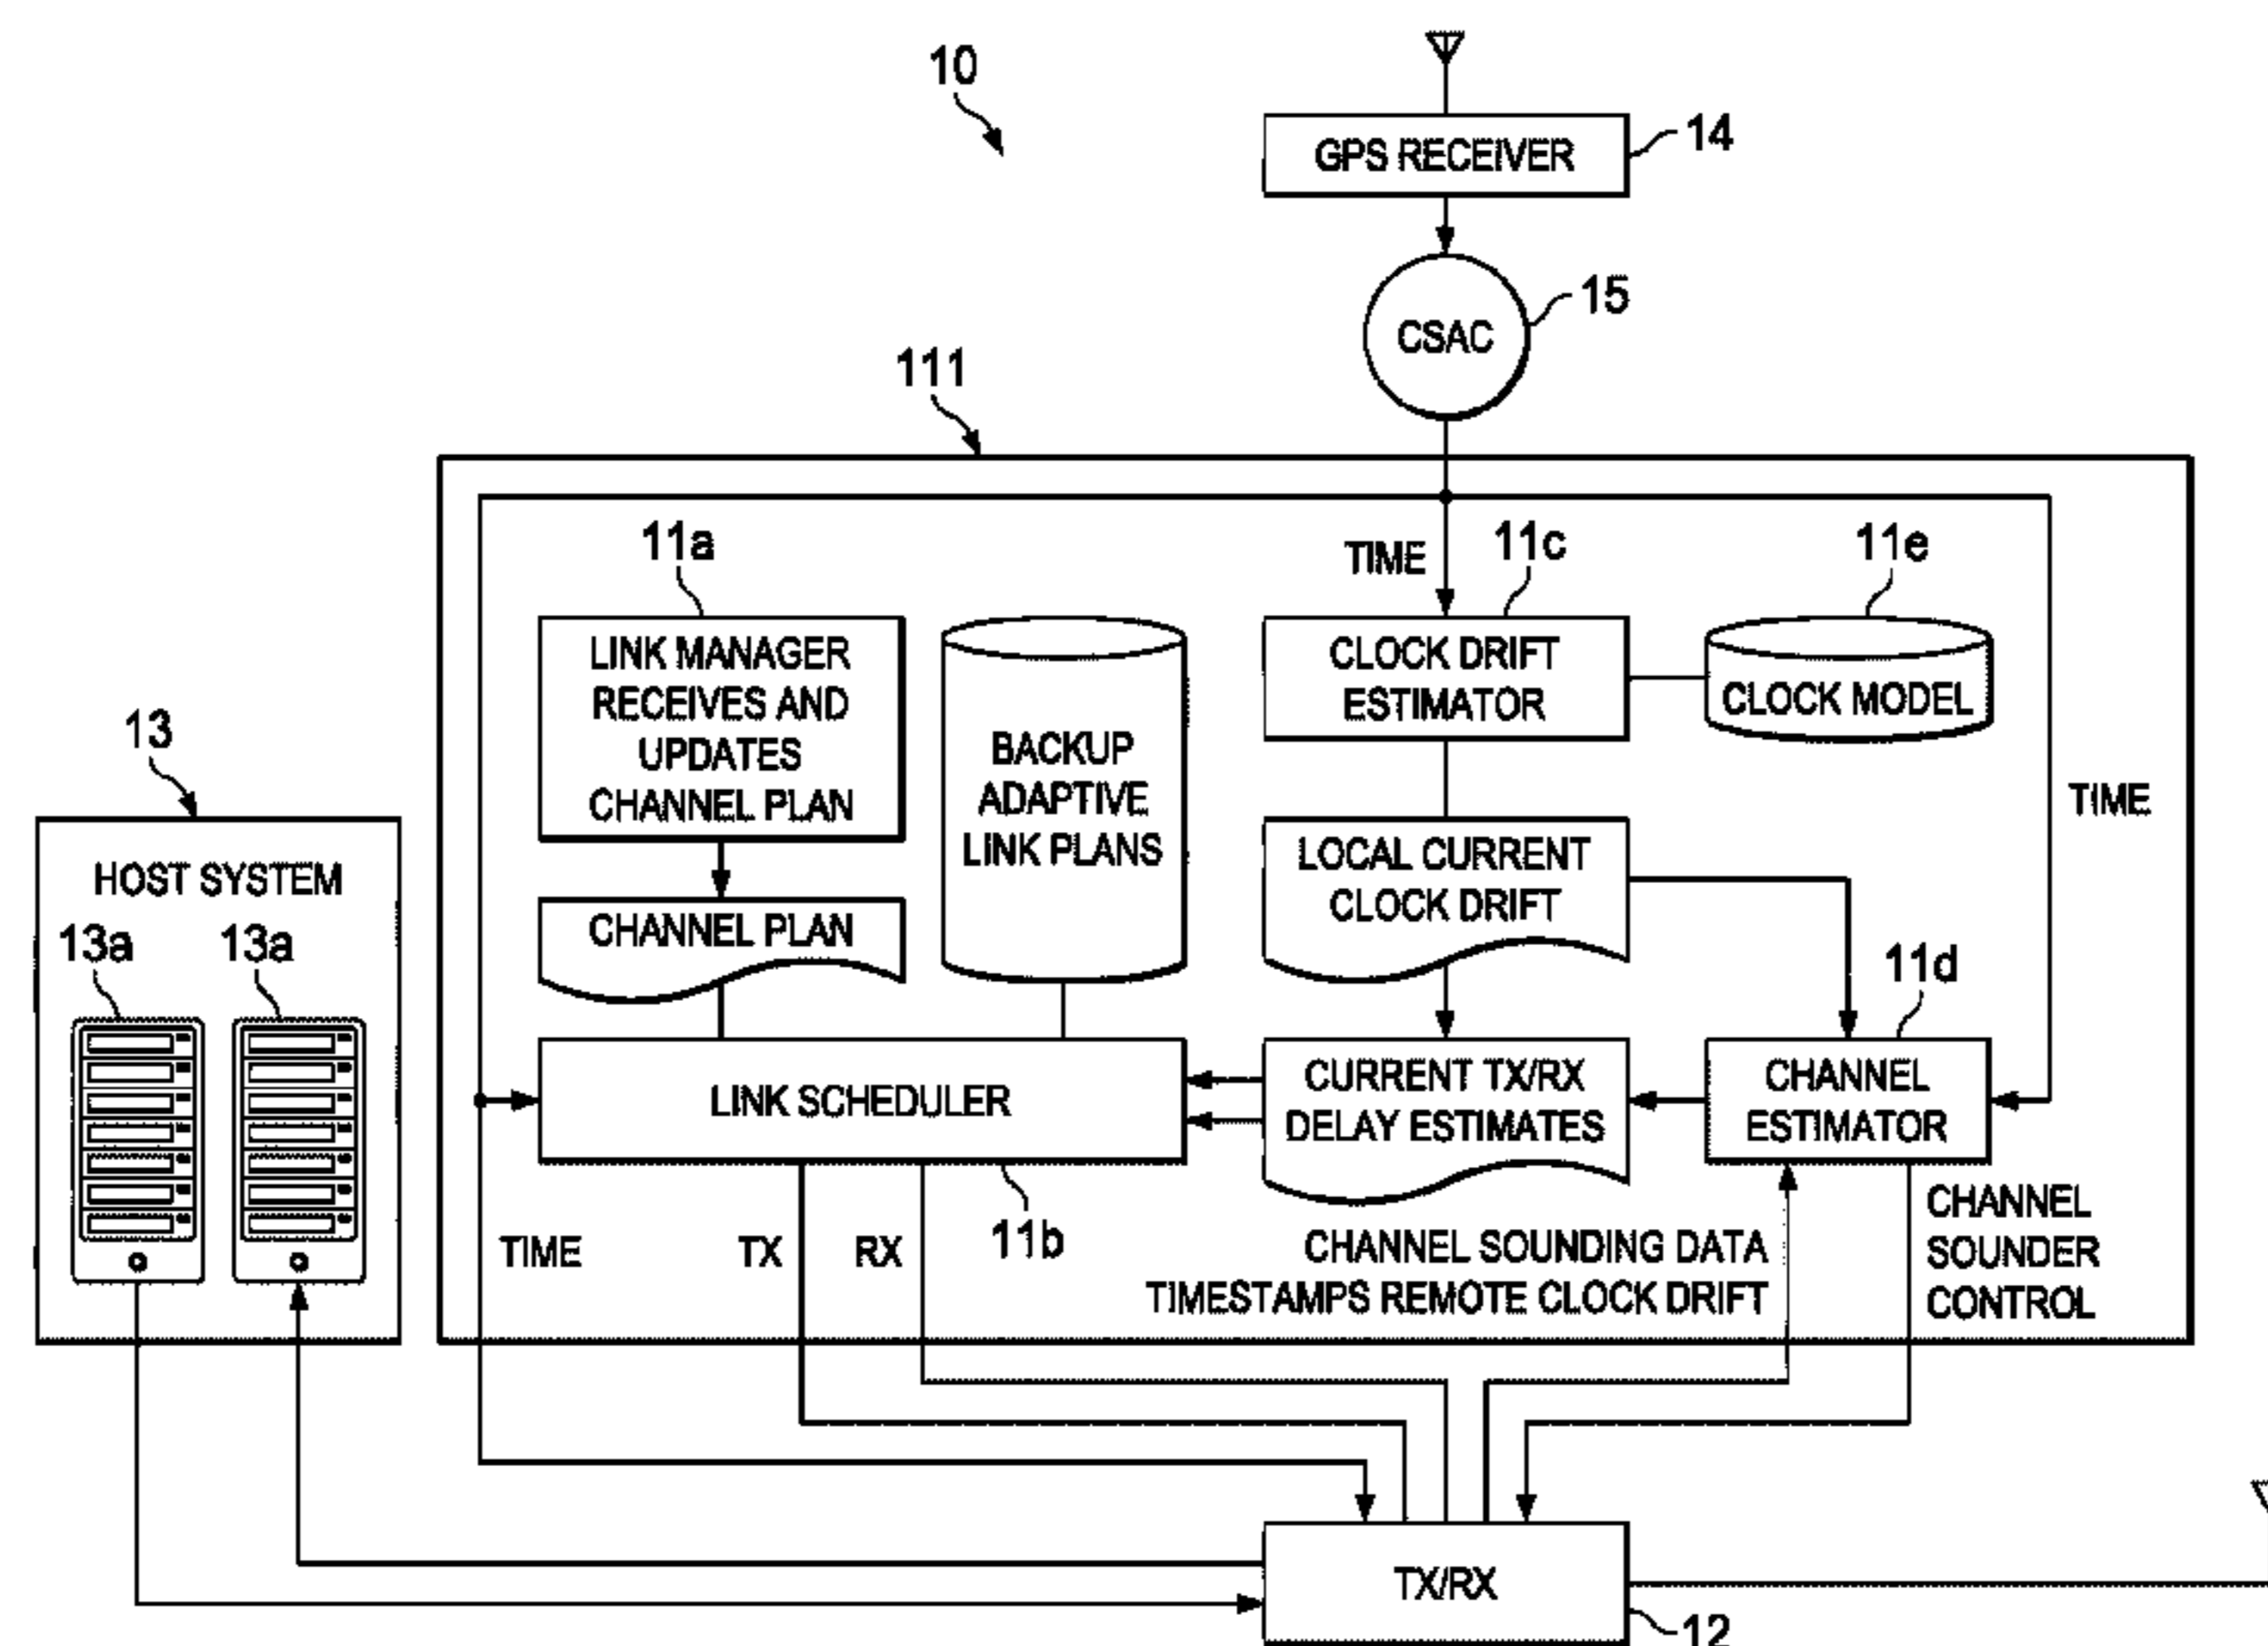 10
GPS RECEIVER
14
CSAC
15
111
TIME
11a
11c
11e
LINK MANAGER
RECEIVES AND
UPDATES
CHANNEL PLAN
BACKUP
ADAPTIVE
LINK PLANS
CLOCK DRIFT
ESTIMATOR
CLOCK MODEL
TIME
13
HOST SYSTEM
13a
13a
CHANNEL PLAN
LOCAL CURRENT
CLOCK DRIFT
11d
LINK SCHEDULER
11b
CURRENT TX/RX
DELAY ESTIMATES
CHANNEL
ESTIMATOR
TIME
TX
RX
CHANNEL SOUNDING DATA
TIMESTAMPS REMOTE CLOCK DRIFT
CHANNEL
SOUNDER
CONTROL
TX/RX
12